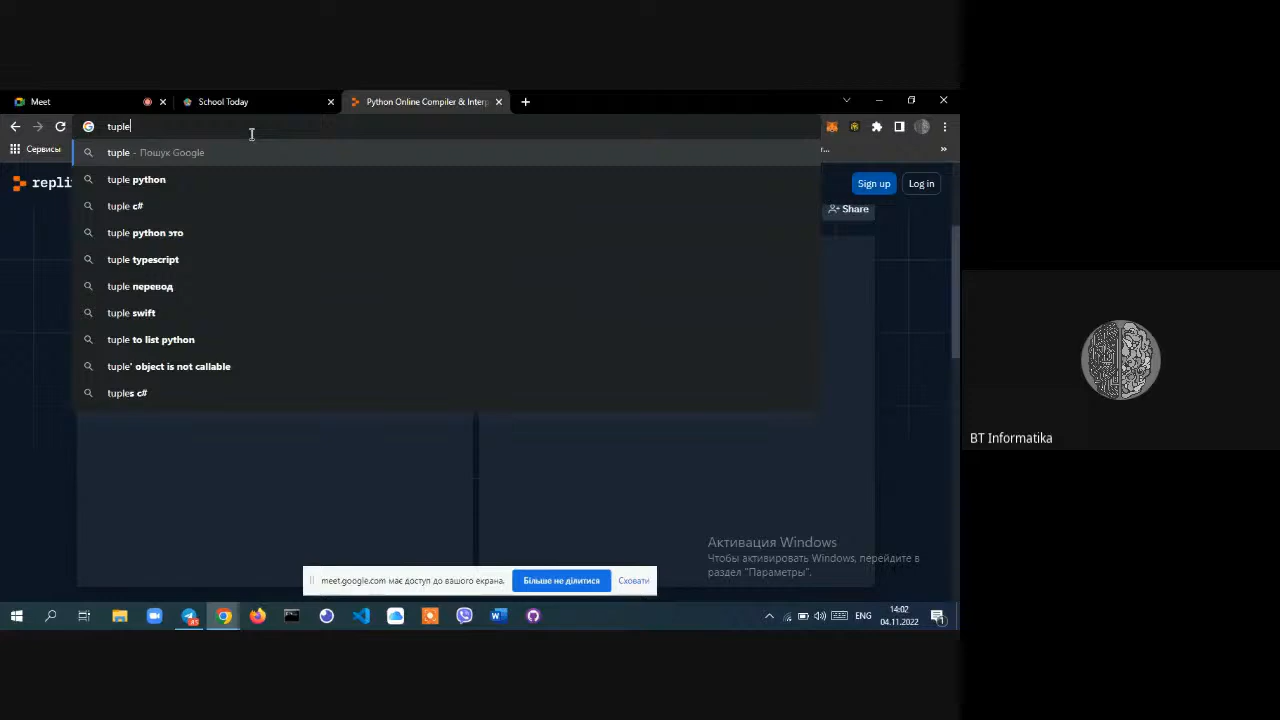 Meet
School Today
Python Online Compiler & Interp
tuple
Сервисы
tuple - Пошук Google
tuple python
tuple c#
tuple python это
tuple typescript
tuple перевод
tuple swift
tuple to list python
tuple' object is not callable
tuples c#
replit
Sign up
Log in
Share
BT Informatika
Активация Windows
Чтобы активировать Windows, перейдите в
раздел "Параметры".
meet.google.com має доступ до вашого екрана.
Більше не ділитися
Сховати
ENG
14:02
04.11.2022